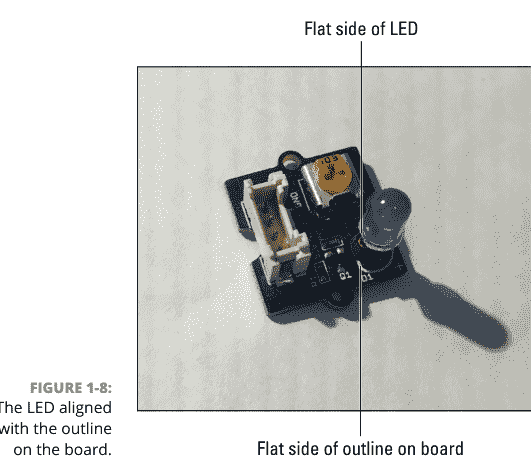 Flat side of LED
FIGURE 1-8:
The LED aligned
with the outline
on the board.
Flat side of outline on board